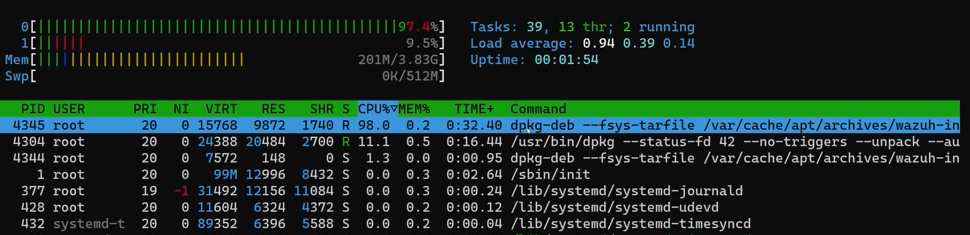 0[||||||||||||||||||||||||||||||||||||||||||||||97.4%] Tasks: 39, 13 thr; 2 running
1[|||||| 9.5%] Load average: 0.94 0.39 0.14
Mem[|||||||||||||||||||||||||| 201M/3.83G] Uptime: 00:01:54
Swp[ 0K/512M]
PID USER PRI NI VIRT RES SHR S CPU%▽MEM% TIME+ Command
4345 root 20 0 15768 9872 1740 R 98.0 0.2 0:32.40 dpkg-deb --fsys-tarfile /var/cache/apt/archives/wazuh-in
4304 root 20 0 24388 20484 2700 R 11.1 0.5 0:16.44 /usr/bin/dpkg --status-fd 42 --no-triggers --unpack --au
4344 root 20 0 7572 148 0 S 1.3 0.0 0:00.95 dpkg-deb --fsys-tarfile /var/cache/apt/archives/wazuh-in
1 root 20 0 99M 12996 8432 S 0.0 0.3 0:02.64 /sbin/init
377 root 19 -1 31492 12156 11084 S 0.0 0.3 0:00.24 /lib/systemd/systemd-journald
428 root 20 0 11604 6324 4372 S 0.0 0.2 0:00.12 /lib/systemd/systemd-udevd
432 systemd-t 20 0 89352 6396 5588 S 0.0 0.2 0:00.04 /lib/systemd/systemd-timesyncd